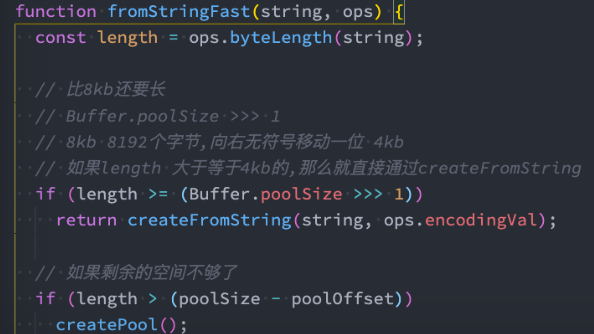 function fromStringFast(string, ops) {
const length = ops.byteLength(string);
// 比8kb还要长
// Buffer.poolSize >>> 1
// 8kb 8192个字节,向右无符号移动一位 4kb
// 如果length 大于等于4kb的,那么就直接通过createFromString
if (length >= (Buffer.poolSize >>> 1))
return createFromString(string, ops.encodingVal);
// 如果剩余的空间不够了
if (length > (poolSize - poolOffset))
createPool();